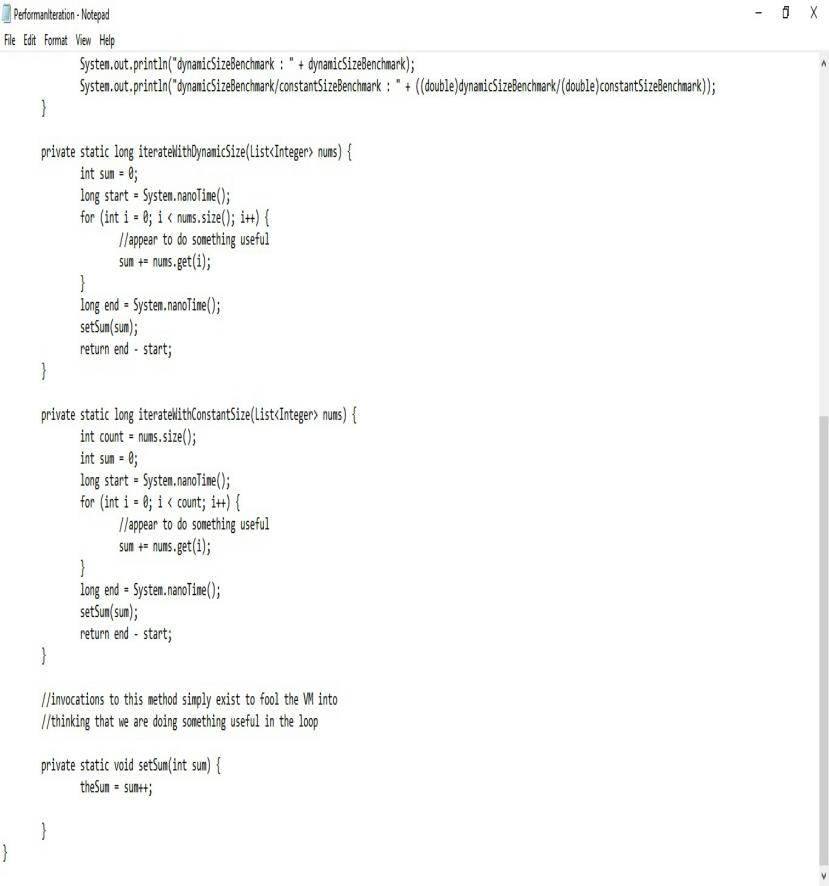 PerformanIteration - Notepad
File Edit Format View Help
System.out.println("dynamicSizeBenchmark : " + dynamicSizeBenchmark);
System.out.println("dynamicSizeBenchmark/constantSizeBenchmark : " + ((double)dynamicSizeBenchmark/(double)constantSizeBenchmark));
}
private static long iterateWithDynamicSize(List<Integer> nums) {
int sum = 0;
long start = System.nanoTime();
for (int i = 0; i < nums.size(); i++) {
//appear to do something useful
sum += nums.get(i);
}
long end = System.nanoTime();
setSum(sum);
return end - start;
}
private static long iterateWithConstantSize(List<Integer> nums) {
int count = nums.size();
int sum = 0;
long start = System.nanoTime();
for (int i = 0; i < count; i++) {
//appear to do something useful
sum += nums.get(i);
}
long end = System.nanoTime();
setSum(sum);
return end - start;
}
//invocations to this method simply exist to fool the VM into
//thinking that we are doing something useful in the loop
private static void setSum(int sum) {
theSum = sum++;
}
}